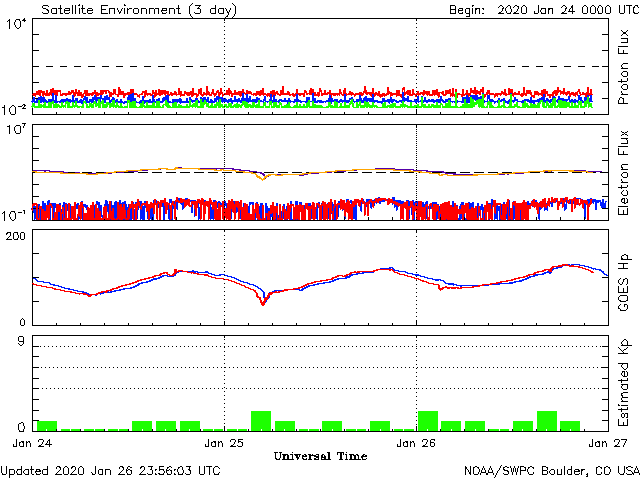 Satellite Environment (3 day) Begin: 2020 Jan 24 0000 UTC
10^4
10^-2
Proton Flux
10^7
10^-1
Electron Flux
200
0
GOES Hp
9
0
Estimated Kp
Jan 24 Jan 25 Jan 26 Jan 27
Universal Time
Updated 2020 Jan 26 23:56:03 UTC NOAA/SWPC Boulder, CO USA